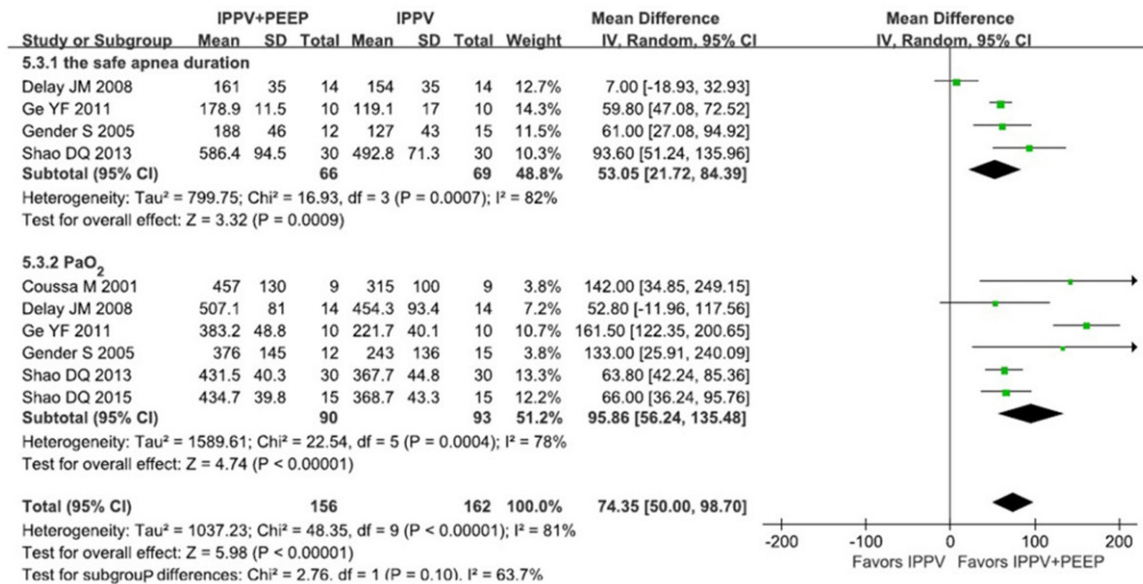 IPPV+PEEP IPPV Mean Difference Mean Difference
Study or Subgroup Mean SD Total Mean SD Total Weight IV, Random, 95% CI IV, Random, 95% CI
5.3.1 the safe apnea duration
Delay JM 2008 161 35 14 154 35 14 12.7% 7.00 [-18.93, 32.93]
Ge YF 2011 178.9 11.5 10 119.1 17 10 14.3% 59.80 [47.08, 72.52]
Gender S 2005 188 46 12 127 43 15 11.5% 61.00 [27.08, 94.92]
Shao DQ 2013 586.4 94.5 30 492.8 71.3 30 10.3% 93.60 [51.24, 135.96]
Subtotal (95% CI) 66 69 48.8% 53.05 [21.72, 84.39]
Heterogeneity: Tau² = 799.75; Chi² = 16.93, df = 3 (P = 0.0007); I² = 82%
Test for overall effect: Z = 3.32 (P = 0.0009)
5.3.2 PaO₂
Coussa M 2001 457 130 9 315 100 9 3.8% 142.00 [34.85, 249.15]
Delay JM 2008 507.1 81 14 454.3 93.4 14 7.2% 52.80 [-11.96, 117.56]
Ge YF 2011 383.2 48.8 10 221.7 40.1 10 10.7% 161.50 [122.35, 200.65]
Gender S 2005 376 145 12 243 136 15 3.8% 133.00 [25.91, 240.09]
Shao DQ 2013 431.5 40.3 30 367.7 44.8 30 13.3% 63.80 [42.24, 85.36]
Shao DQ 2015 434.7 39.8 15 368.7 43.3 15 12.2% 66.00 [36.24, 95.76]
Subtotal (95% CI) 90 93 51.2% 95.86 [56.24, 135.48]
Heterogeneity: Tau² = 1589.61; Chi² = 22.54, df = 5 (P = 0.0004); I² = 78%
Test for overall effect: Z = 4.74 (P < 0.00001)
Total (95% CI) 156 162 100.0% 74.35 [50.00, 98.70]
Heterogeneity: Tau² = 1037.23; Chi² = 48.35, df = 9 (P < 0.00001); I² = 81%
Test for overall effect: Z = 5.98 (P < 0.00001)
Test for subgroup differences: Chi² = 2.76, df = 1 (P = 0.10), I² = 63.7%
-200 -100 0 100 200
Favors IPPV Favors IPPV+PEEP